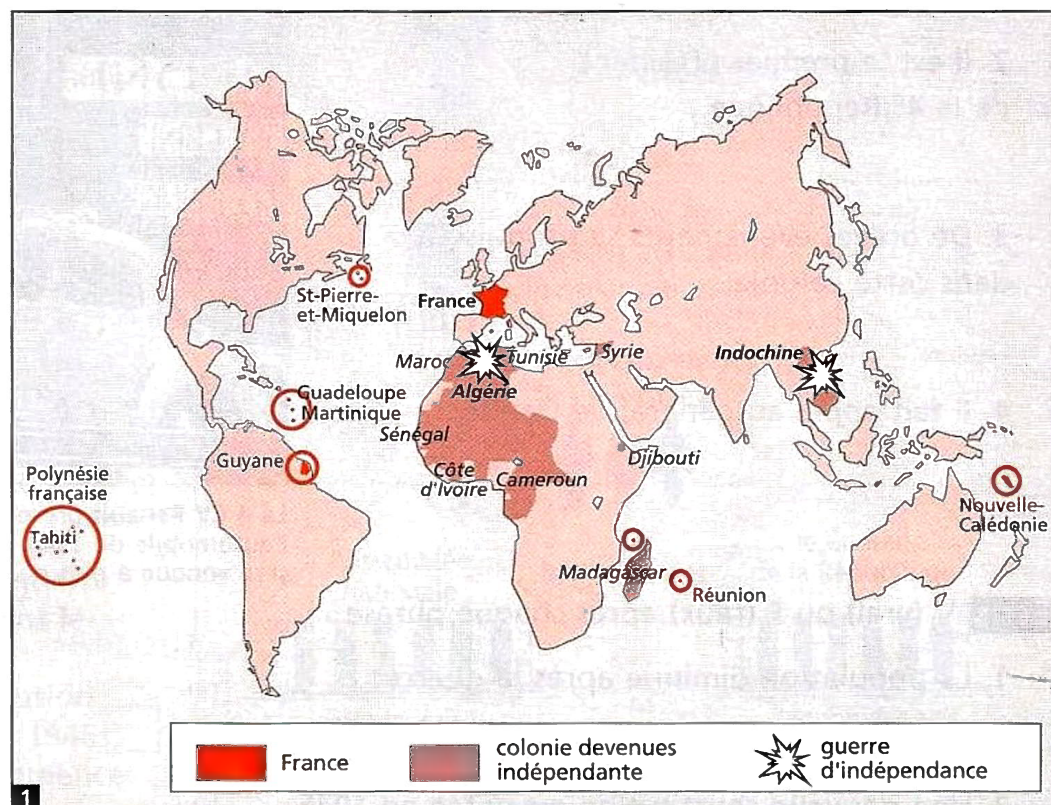 St-Pierre-
et-Miquelon
France
Maroc
Tunisie
Syrie
Indochine
Algérie
Guadeloupe
Martinique
Sénégal
Guyane
Côte
d'Ivoire
Cameroun
Djibouti
Polynésie
française
Tahiti
Nouvelle-
Calédonie
Madagascar
Réunion
France
colonie devenues
indépendante
guerre
d'indépendance
1